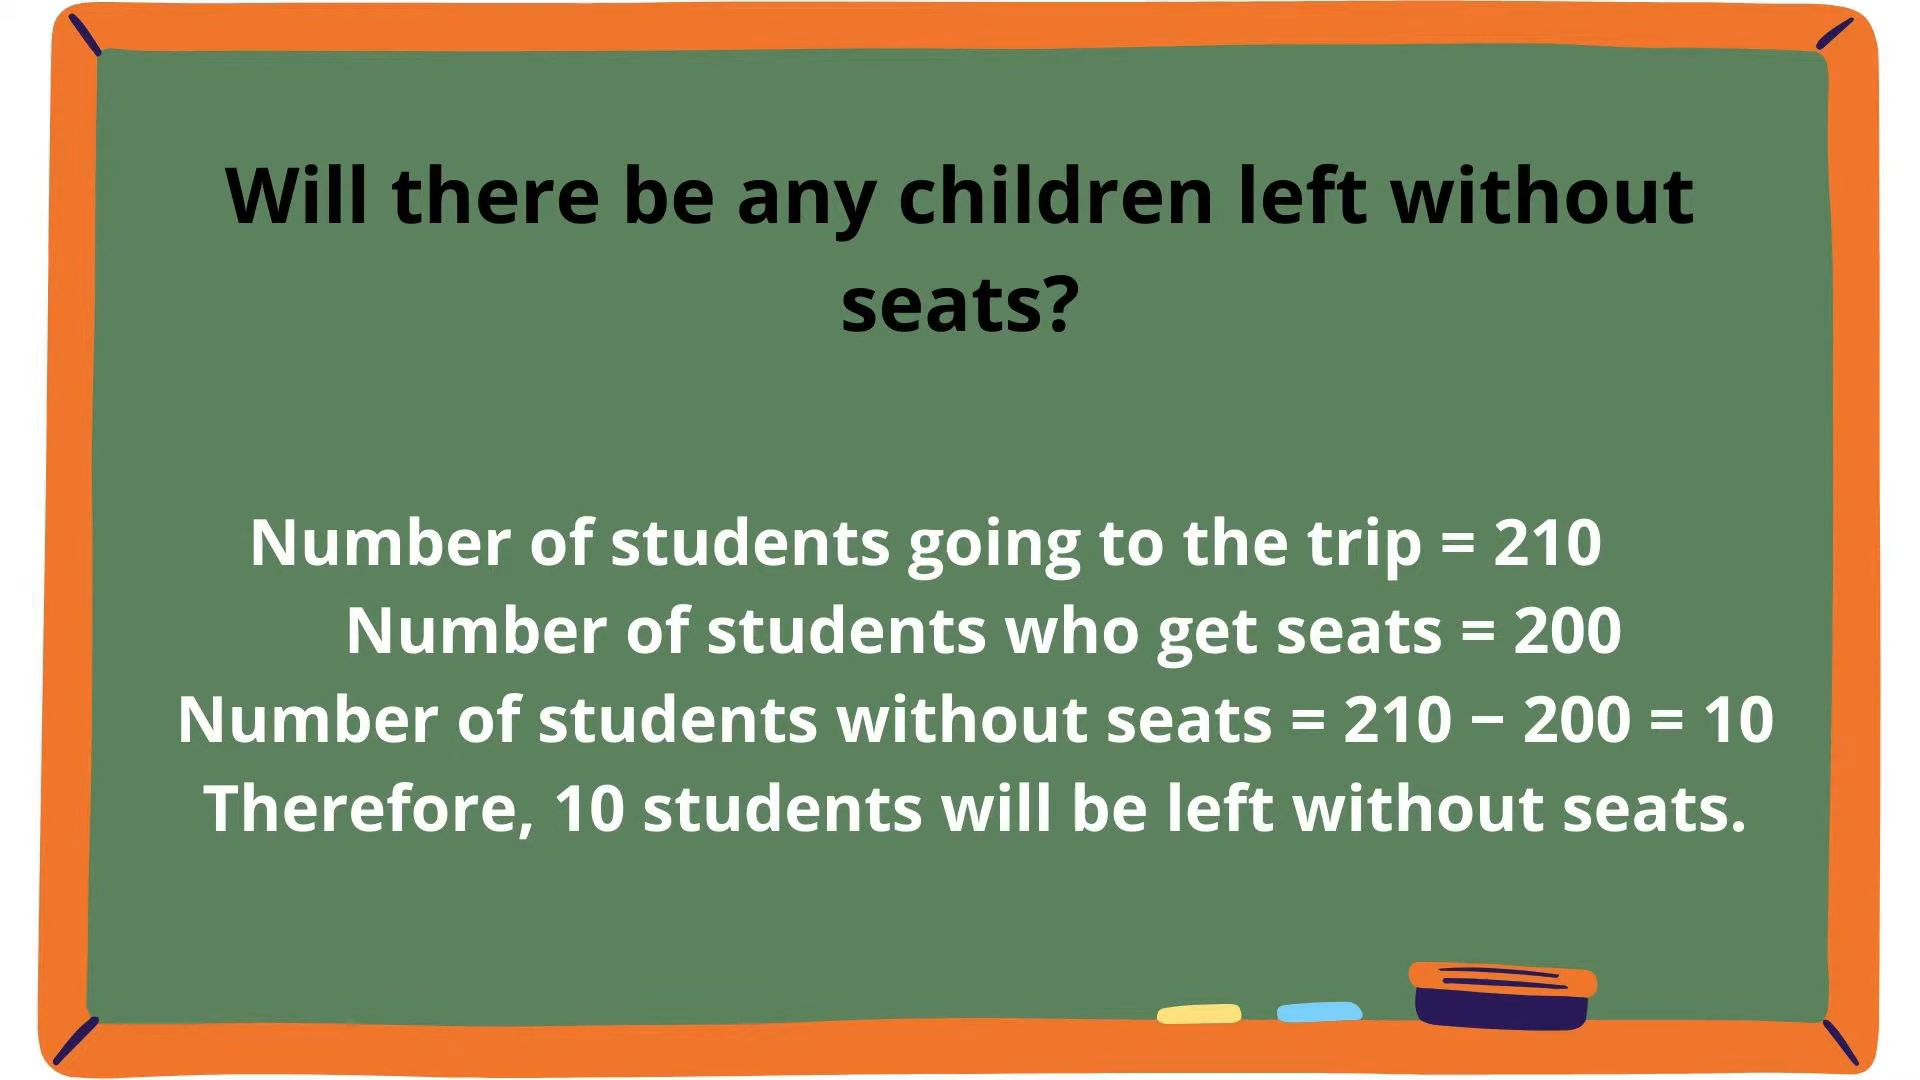 Will there be any children left without
seats?
Number of students going to the trip = 210
Number of students who get seats = 200
Number of students without seats = 210 − 200 = 10
Therefore, 10 students will be left without seats.